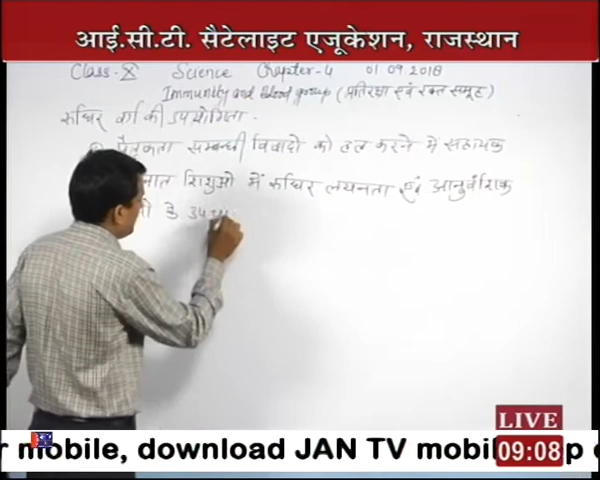 आई.सी.टी. सैटेलाइट एजूकेशन, राजस्थान
Class-X Science Chapter-4 01.09.2018
Immunity and Blood group (प्रतिरक्षा एवं रक्त समूह)
रूधिर वर्ग की उपयोगिता -
पैतृकता सम्बन्धी विवादो को हल करने में सहायक
शिशुओ में रूधिर लयनता एवं आनुवंशिक
के
LIVE
mobile, download JAN TV mobil
09:08